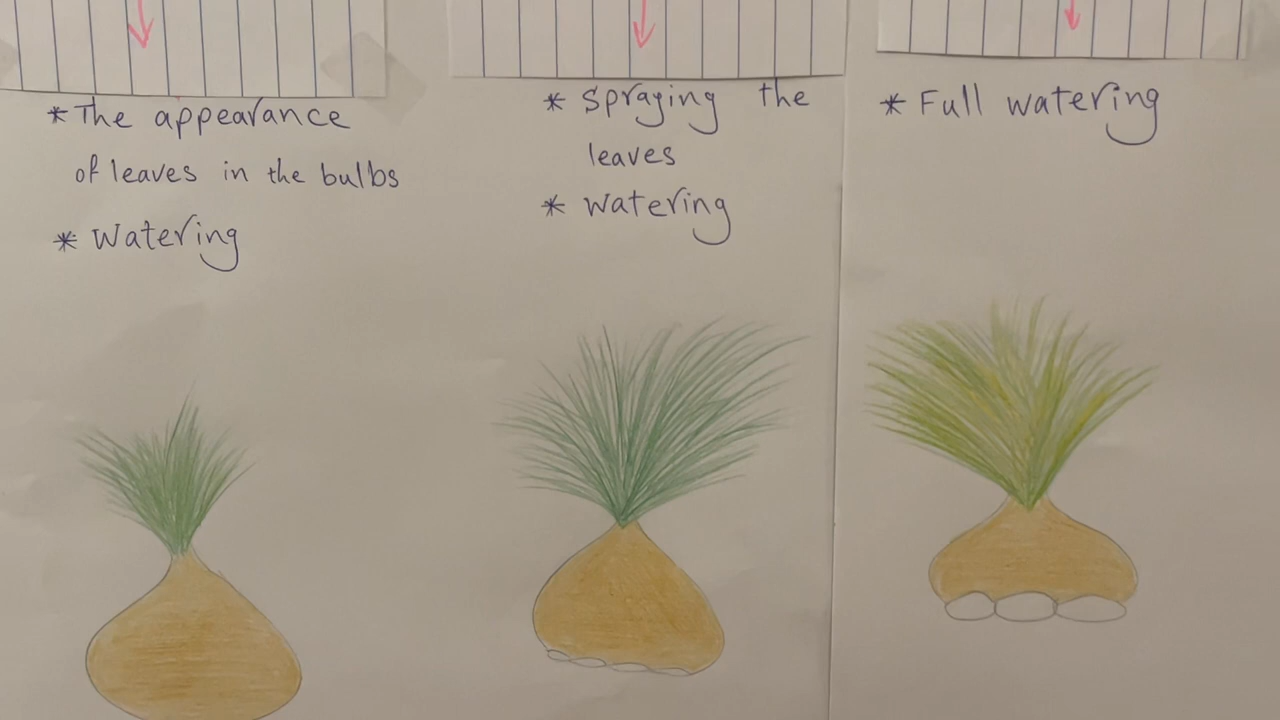 *The appearance
of leaves in the bulbs
* Watering
* Spraying the
leaves
* watering
* Full watering